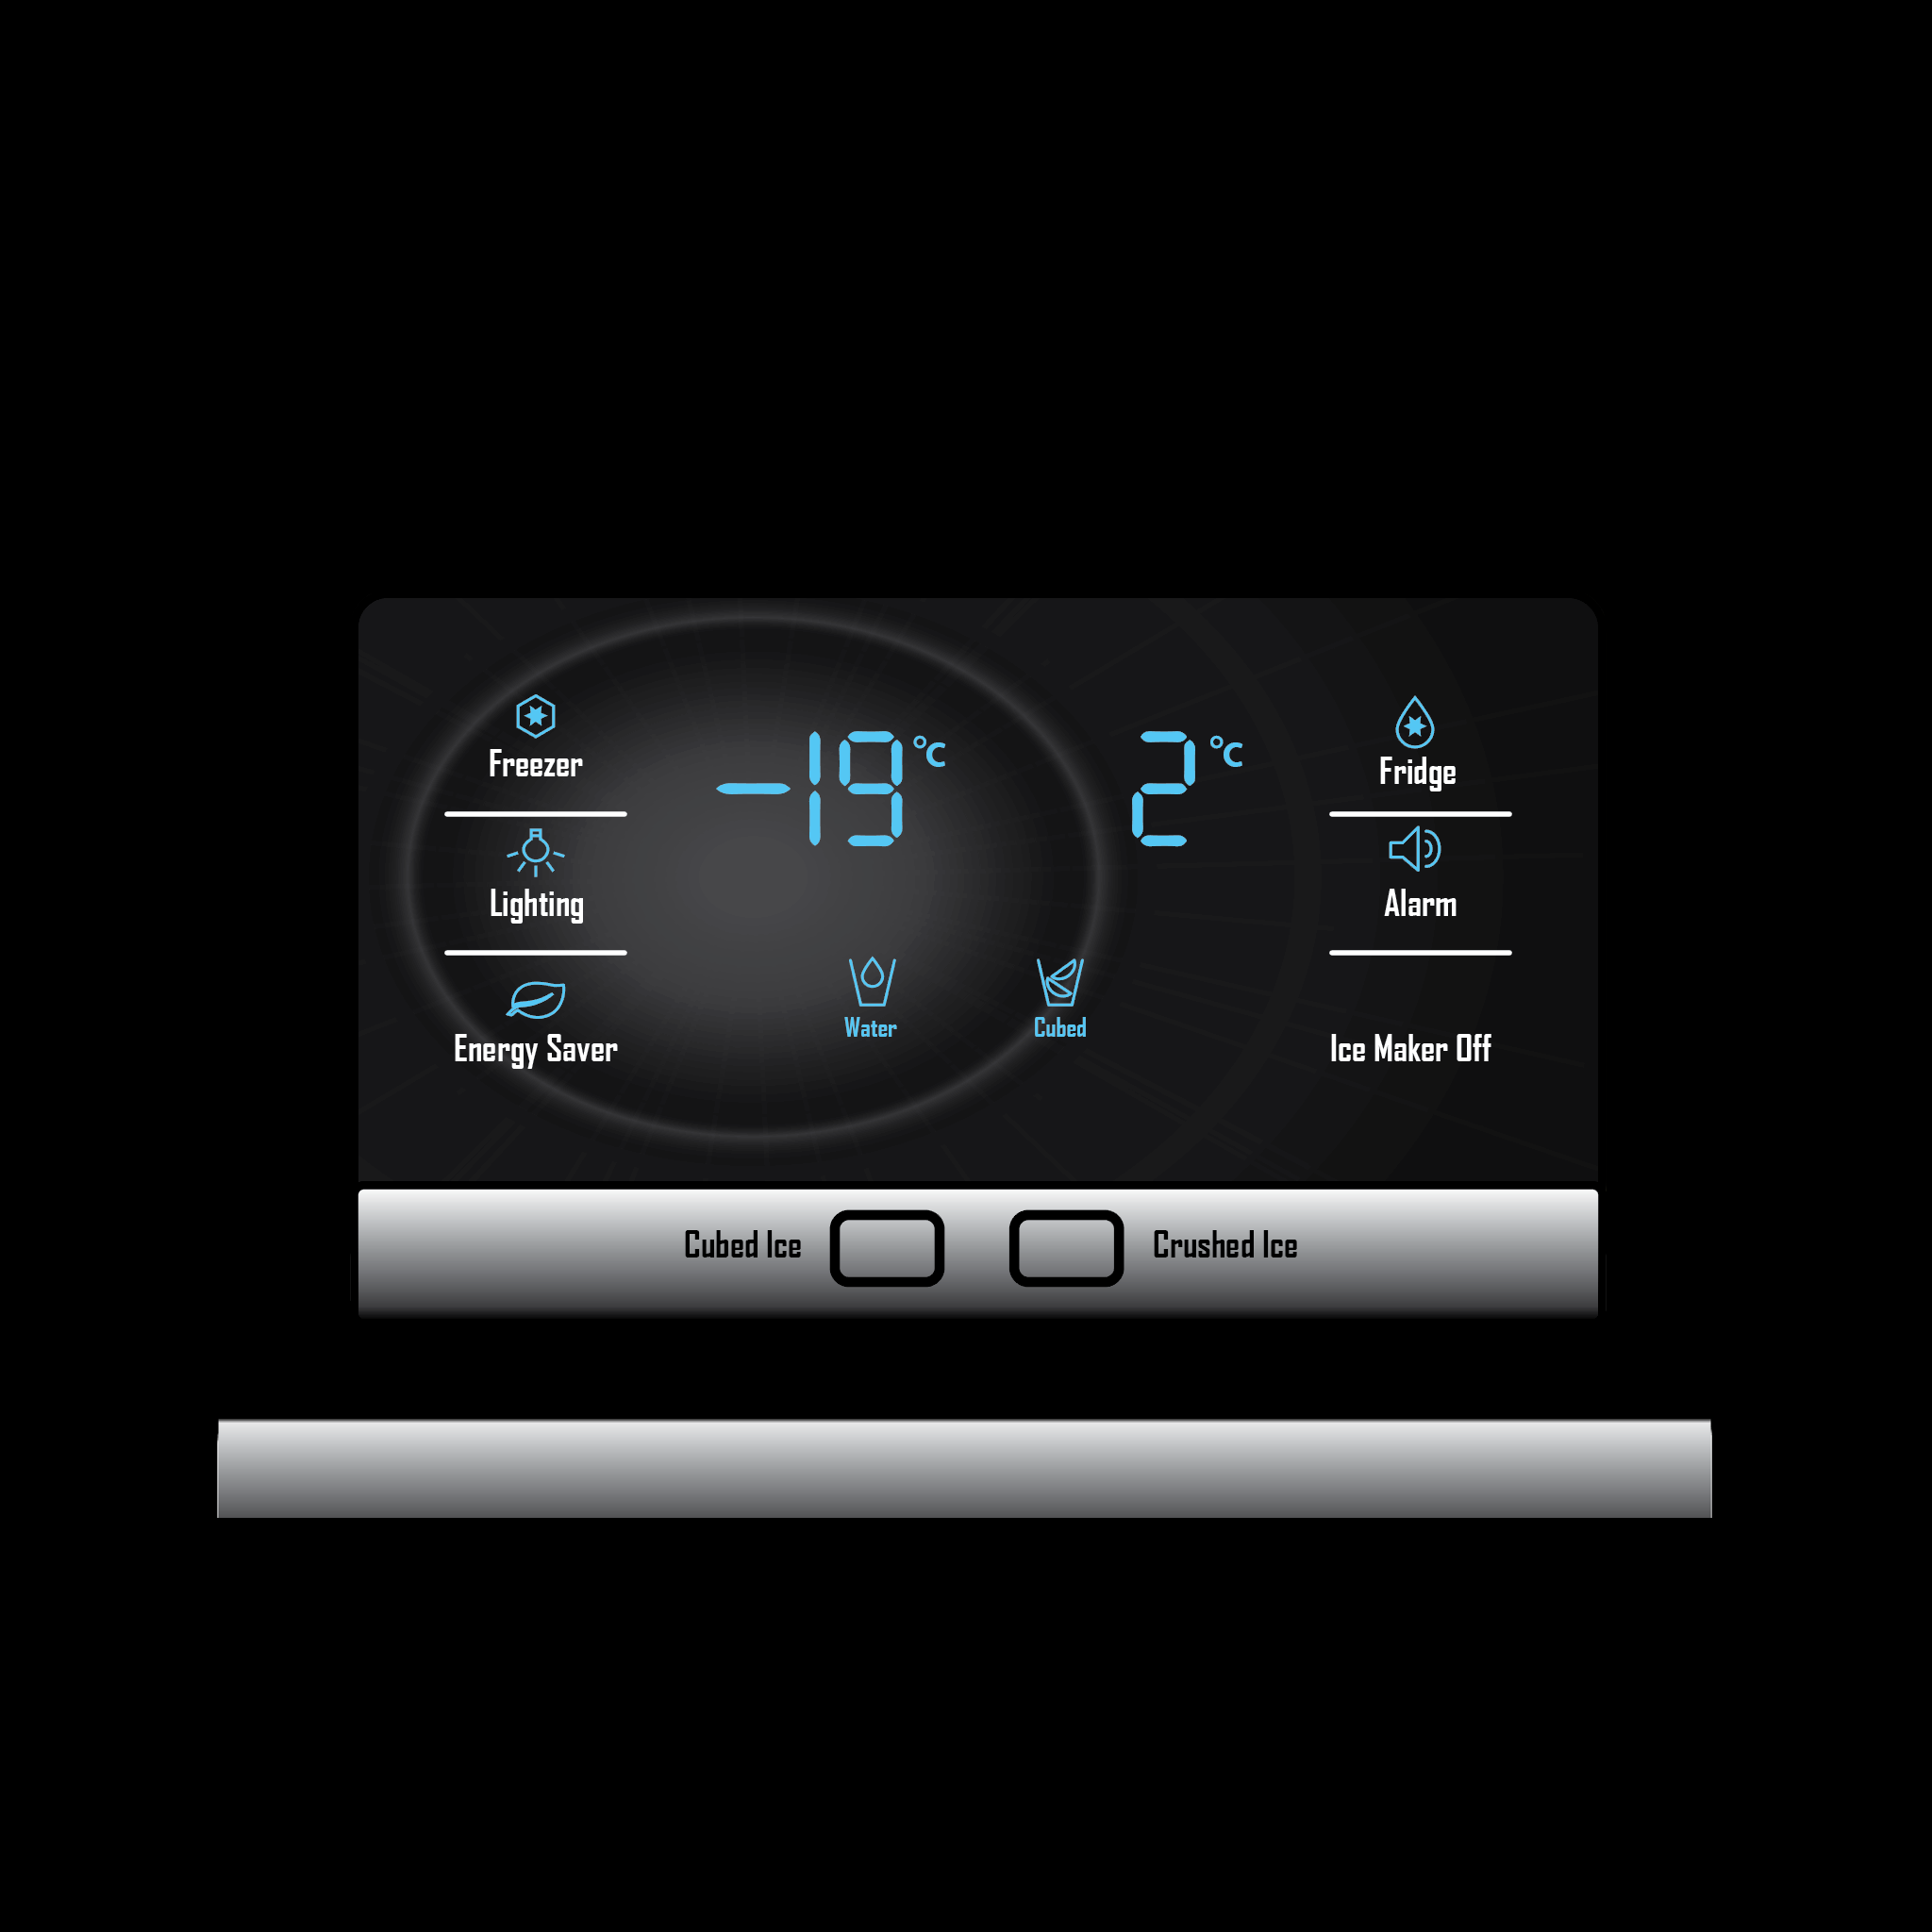 Freezer
-19°C
2°C
Fridge
Lighting
Alarm
Water
Cubed
Energy Saver
Ice Maker Off
Cubed Ice
Crushed Ice